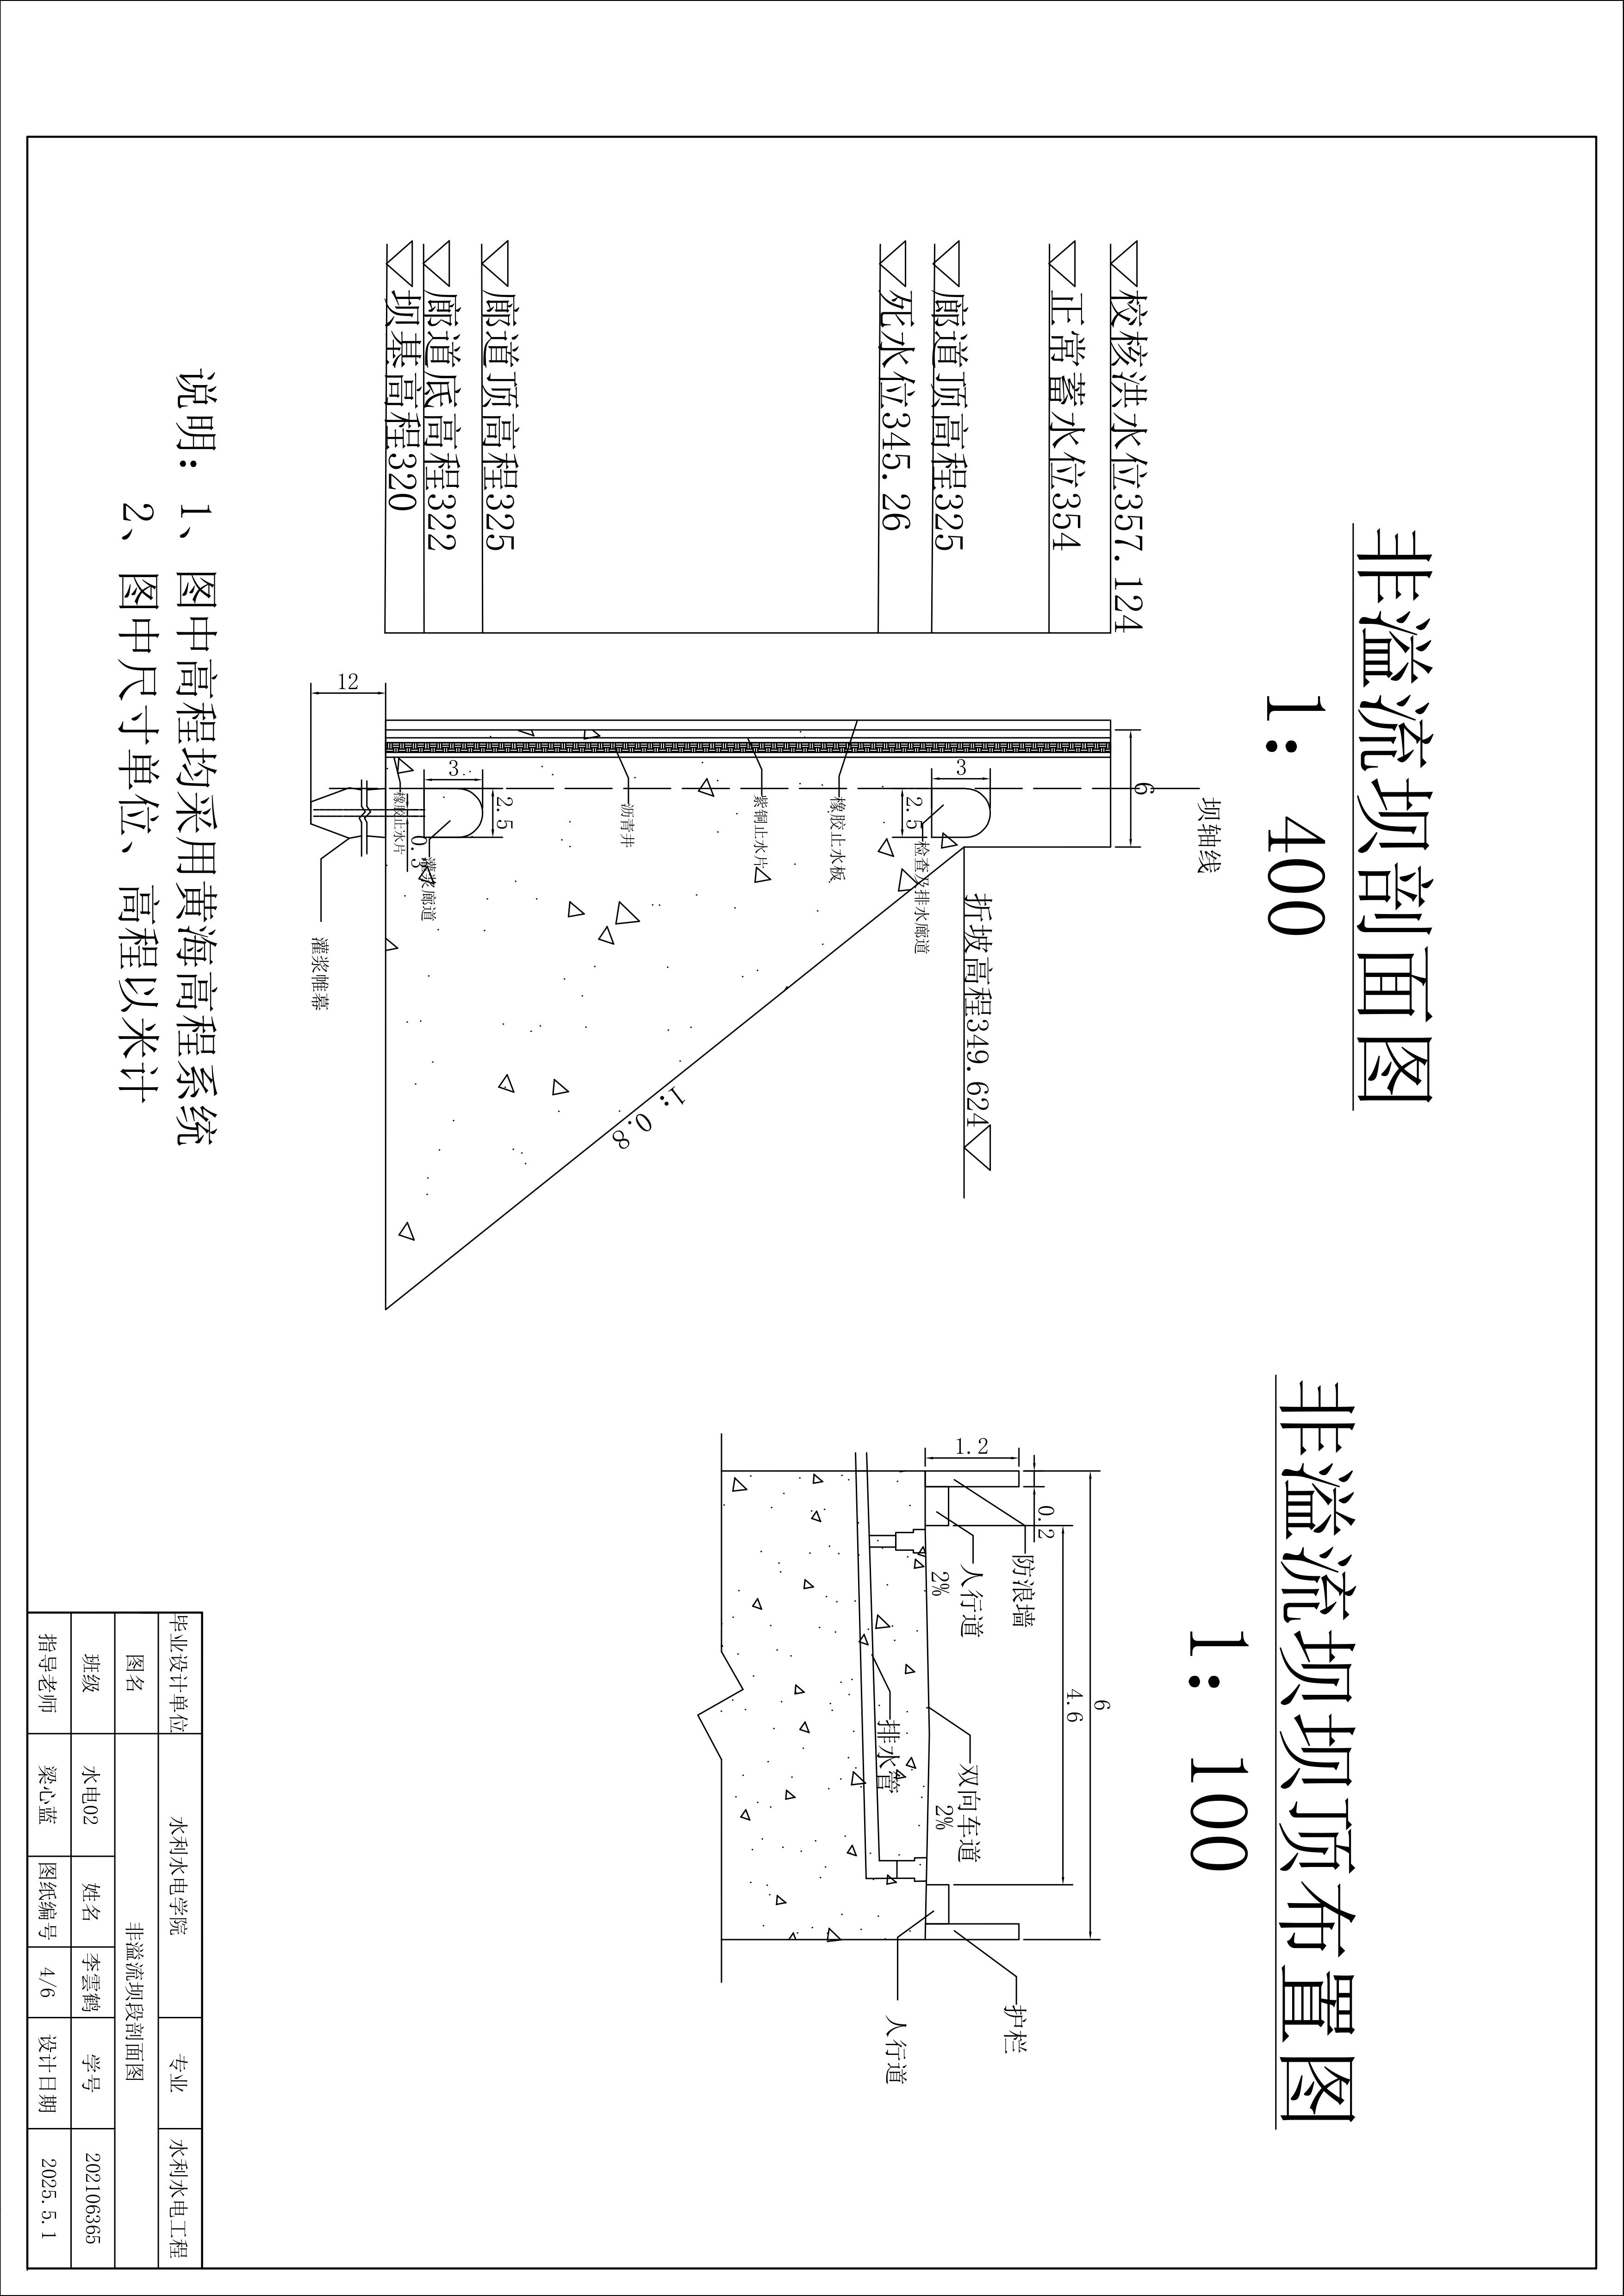 非溢流坝剖面图
1: 400
校核洪水位357.124
正常蓄水位354
廊道顶高程325
死水位345.26
廊道顶高程325
廊道底高程322
坝基高程320
坝轴线
6
折坡高程349.624
3
2.5
检查及排水廊道
橡胶止水板
紫铜止水片
沥青井
1: 0.8
3
2.5
0.3
灌浆廊道
橡胶止水片
12
灌浆帷幕
说明: 1、图中高程均采用黄海高程系统
2、图中尺寸单位、高程以米计
非溢流坝坝顶布置图
1: 100
6
4.6
1.2
0.2
防浪墙
人行道
2%
双向车道
2%
排水管
护栏
人行道
毕业设计单位 水利水电学院 专业 水利水电工程
图名 非溢流坝段剖面图
班级 水电02 姓名 李雲鹤 学号 202106365
指导老师 梁心蓝 图纸编号 4/6 设计日期 2025.5.1